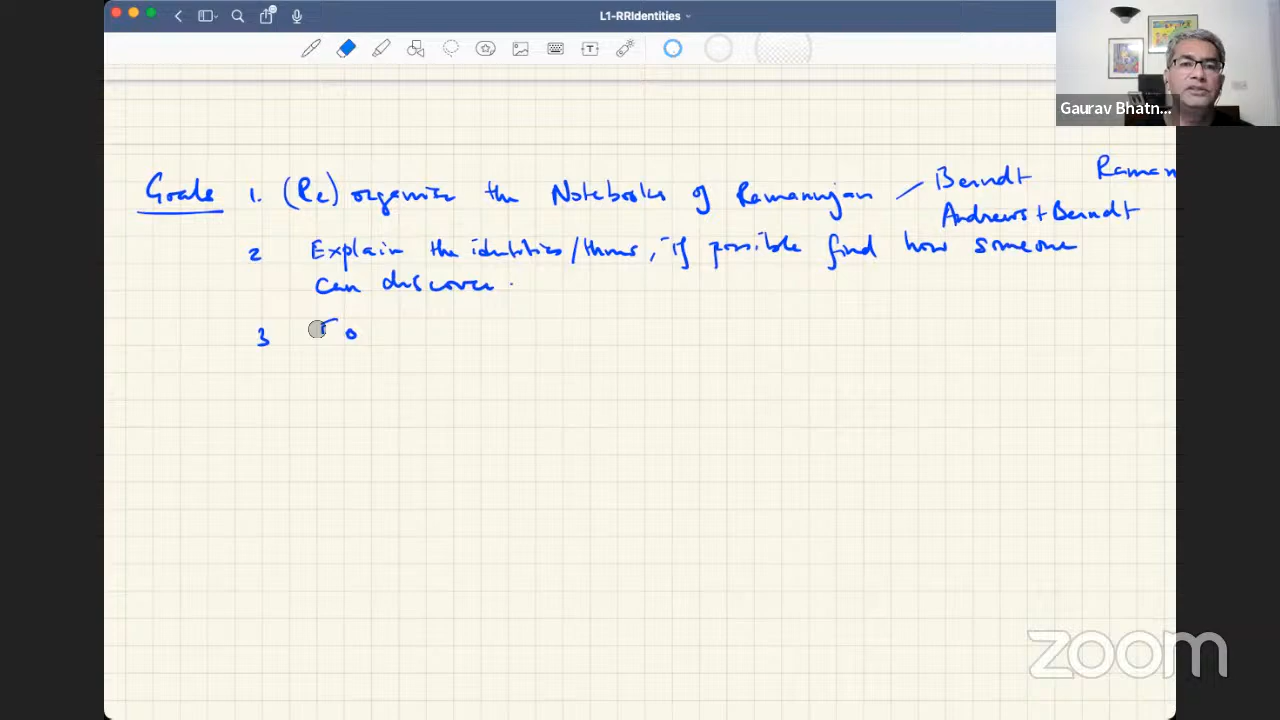 L1-RRIdentities
Gaurav Bhatn...
Goals 1. (Re) organize the Notebooks of Ramanujan — Berndt Raman
Andrews + Berndt
2 Explain the identities/thms, if possible find how someone
can discover.
3
zoom